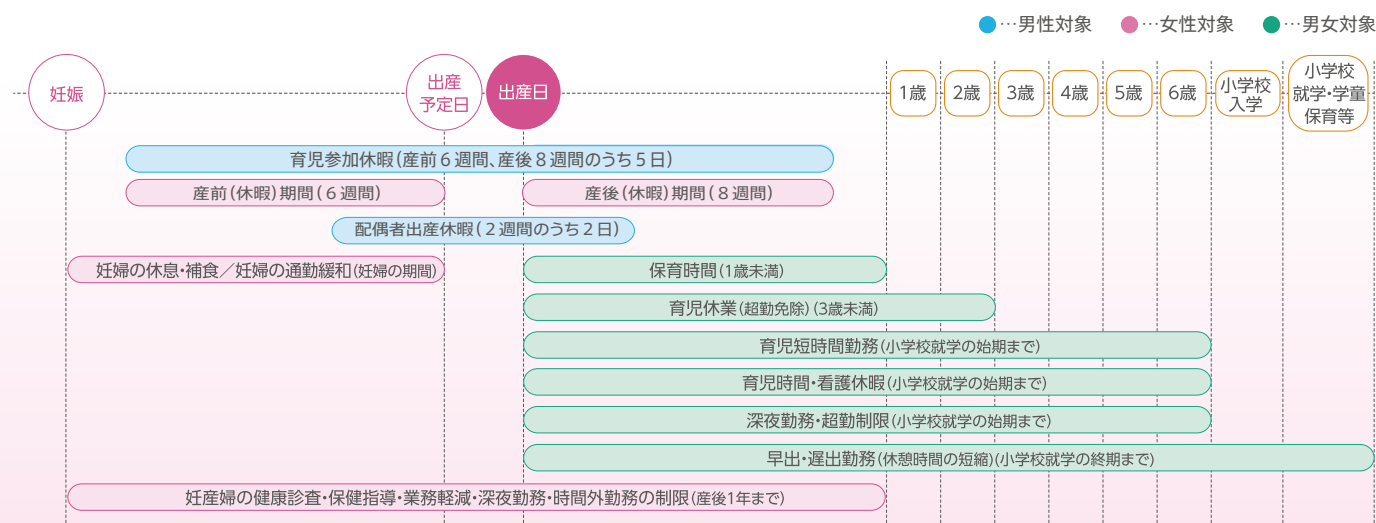 …男性対象 …女性対象 …男女対象
妊娠
出産
予定日
出産日
1歳
2歳
3歳
4歳
5歳
6歳
小学校
入学
小学校
就学・学童
保育等
育児参加休暇(産前6週間、産後8週間のうち5日)
産前(休暇)期間(6週間)
産後(休暇)期間(8週間)
配偶者出産休暇(2週間のうち2日)
妊婦の休息・補食／妊婦の通勤緩和(妊婦の期間)
保育時間(1歳未満)
育児休業(超勤免除)(3歳未満)
育児短時間勤務(小学校就学の始期まで)
育児時間・看護休暇(小学校就学の始期まで)
深夜勤務・超勤制限(小学校就学の始期まで)
早出・遅出勤務(休憩時間の短縮)(小学校就学の終期まで)
妊産婦の健康診査・保健指導・業務軽減・深夜勤務・時間外勤務の制限(産後1年まで)